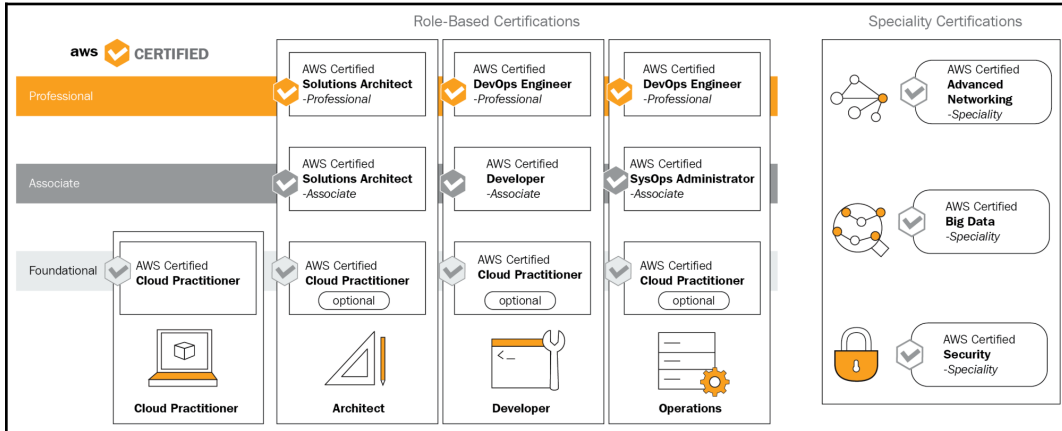 Role-Based Certifications
Speciality Certifications
aws CERTIFIED
Professional
AWS Certified
Solutions Architect
-Professional
AWS Certified
DevOps Engineer
-Professional
AWS Certified
DevOps Engineer
-Professional
Associate
AWS Certified
Solutions Architect
-Associate
AWS Certified
Developer
-Associate
AWS Certified
SysOps Administrator
-Associate
Foundational
AWS Certified
Cloud Practitioner
AWS Certified
Cloud Practitioner
optional
AWS Certified
Cloud Practitioner
optional
AWS Certified
Cloud Practitioner
optional
Cloud Practitioner
Architect
Developer
Operations
AWS Certified
Advanced
Networking
-Speciality
AWS Certified
Big Data
-Speciality
AWS Certified
Security
-Speciality